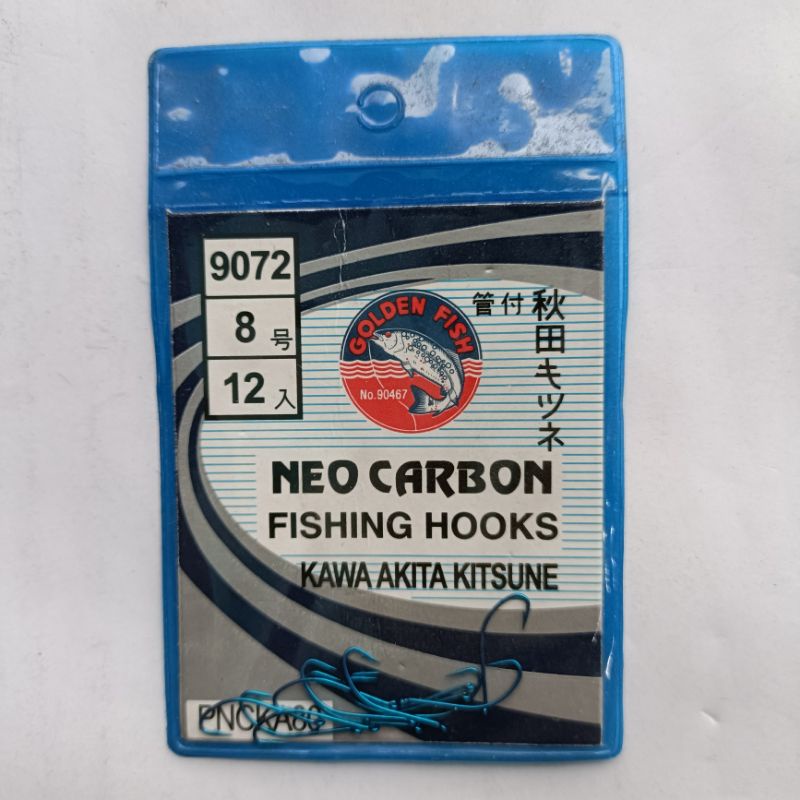 9072
8 号
12 入
GOLDEN FISH
No.90467
管付
秋田キツネ
NEO CARBON
FISHING HOOKS
KAWA AKITA KITSUNE